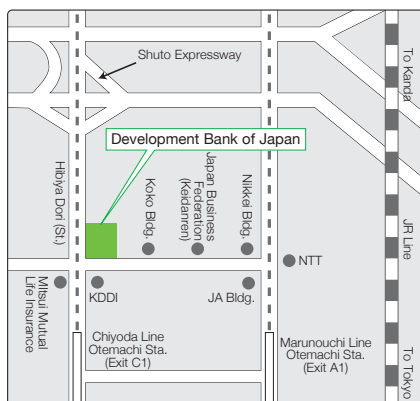 Shuto Expressway
To Kanda
Development Bank of Japan
Hibiya Dori (St.)
Koko Bldg.
Japan Business
Federation
(Keidanren)
Nikkei Bldg.
JR Line
NTT
MItsui Mutual
Life Insurance
KDDI
JA Bldg.
Chiyoda Line
Otemachi Sta.
(Exit C1)
Marunouchi Line
Otemachi Sta.
(Exit A1)
To Tokyo